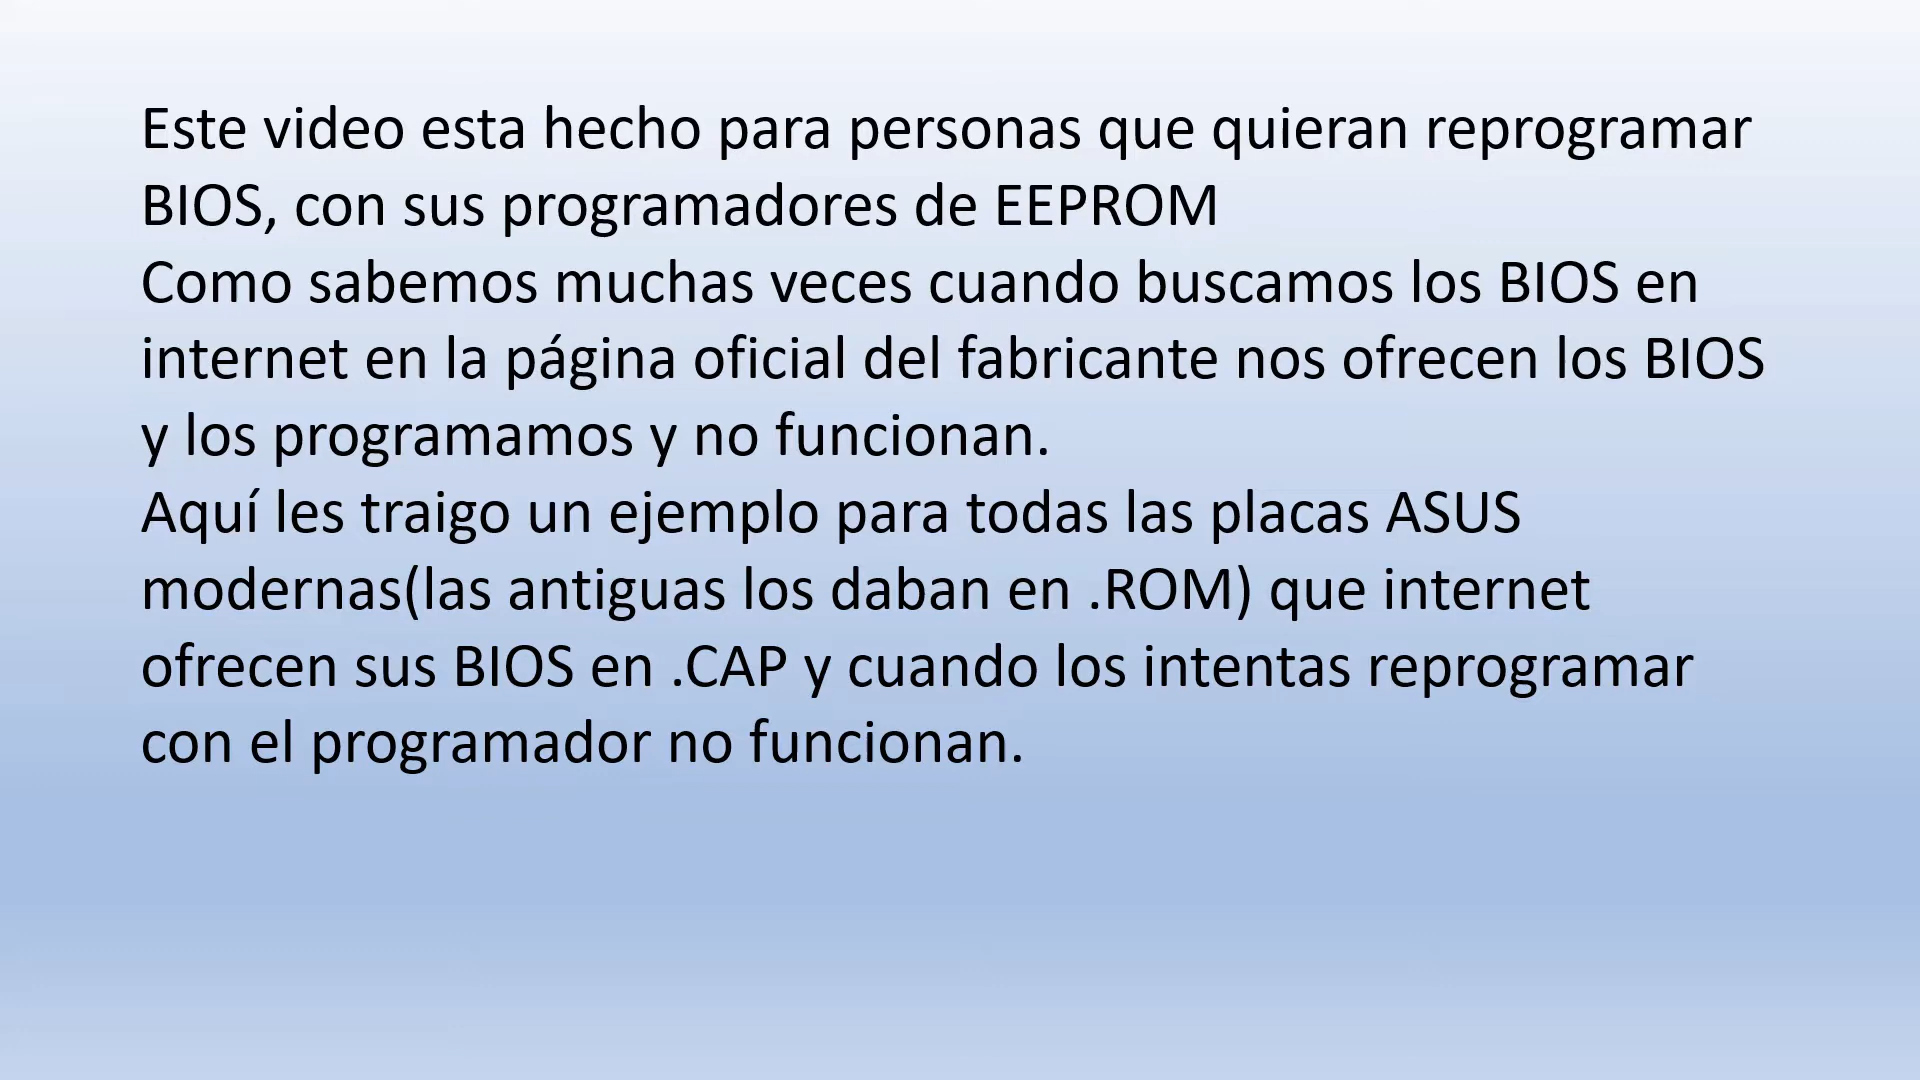 Este video esta hecho para personas que quieran reprogramar
BIOS, con sus programadores de EEPROM
Como sabemos muchas veces cuando buscamos los BIOS en
internet en la página oficial del fabricante nos ofrecen los BIOS
y los programamos y no funcionan.
Aquí les traigo un ejemplo para todas las placas ASUS
modernas(las antiguas los daban en .ROM) que internet
ofrecen sus BIOS en .CAP y cuando los intentas reprogramar
con el programador no funcionan.